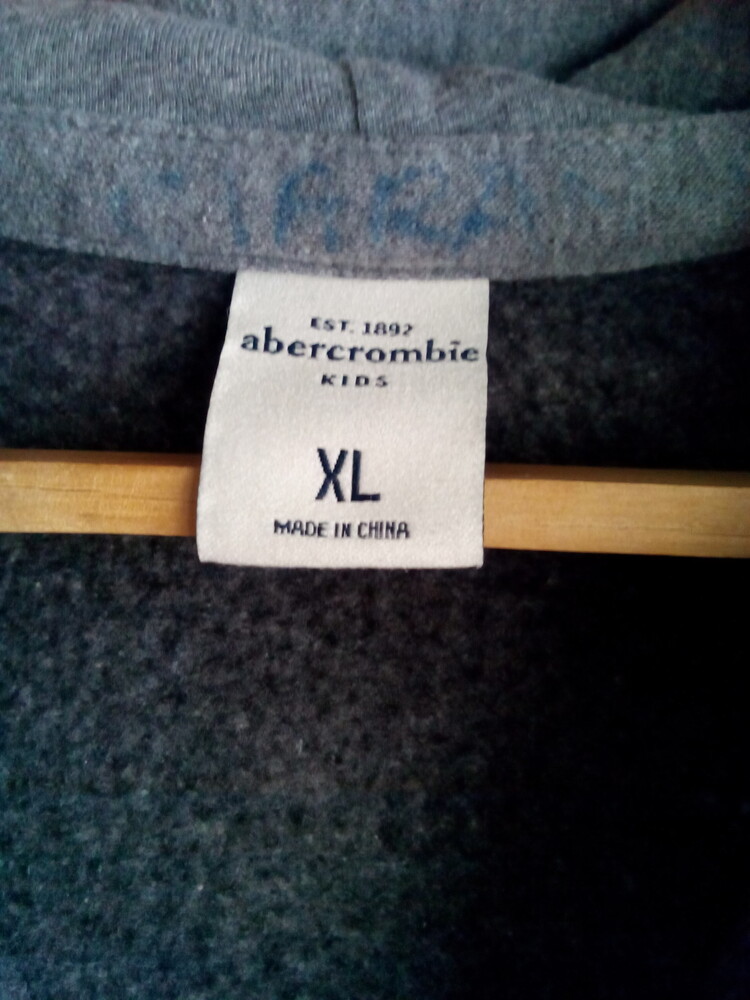 EST. 1892
abercrombie
KIDS
XL
MADE IN CHINA